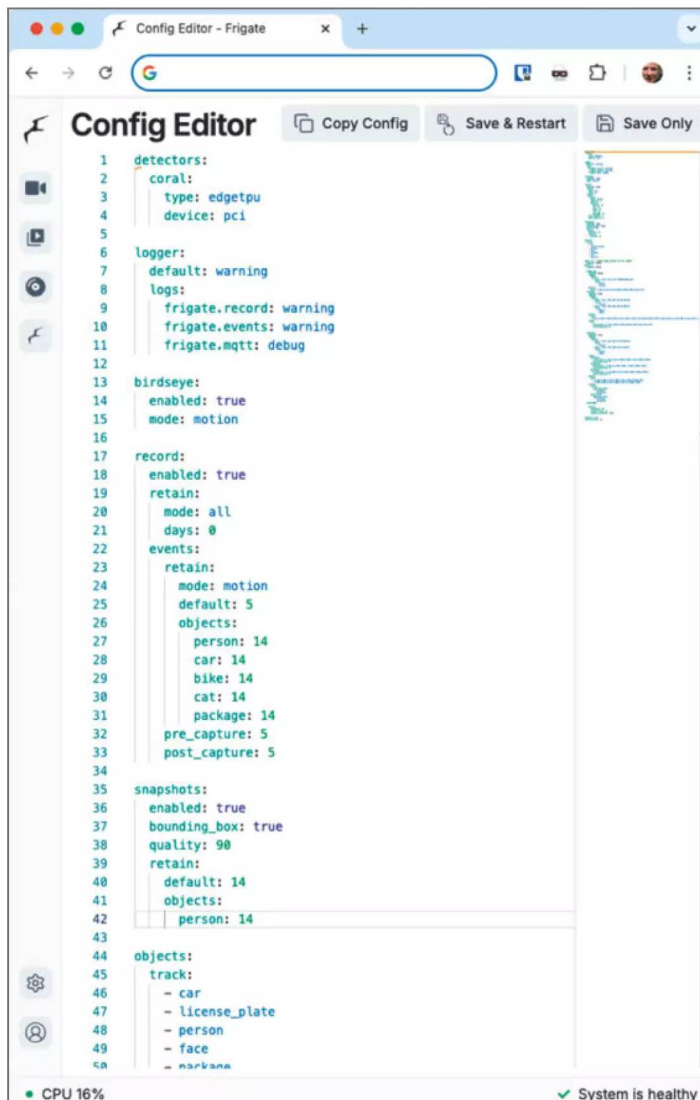 Config Editor - Frigate
Config Editor
Copy Config
Save & Restart
Save Only
1 detectors:
2 coral:
3 type: edgetpu
4 device: pci
5
6 logger:
7 default: warning
8 logs:
9 frigate.record: warning
10 frigate.events: warning
11 frigate.mqtt: debug
12
13 birdseye:
14 enabled: true
15 mode: motion
16
17 record:
18 enabled: true
19 retain:
20 mode: all
21 days: 0
22 events:
23 retain:
24 mode: motion
25 default: 5
26 objects:
27 person: 14
28 car: 14
29 bike: 14
30 cat: 14
31 package: 14
32 pre_capture: 5
33 post_capture: 5
34
35 snapshots:
36 enabled: true
37 bounding_box: true
38 quality: 90
39 retain:
40 default: 14
41 objects:
42 person: 14
43
44 objects:
45 track:
46 - car
47 - license_plate
48 - person
49 - face
50 - package
CPU 16%
System is healthy